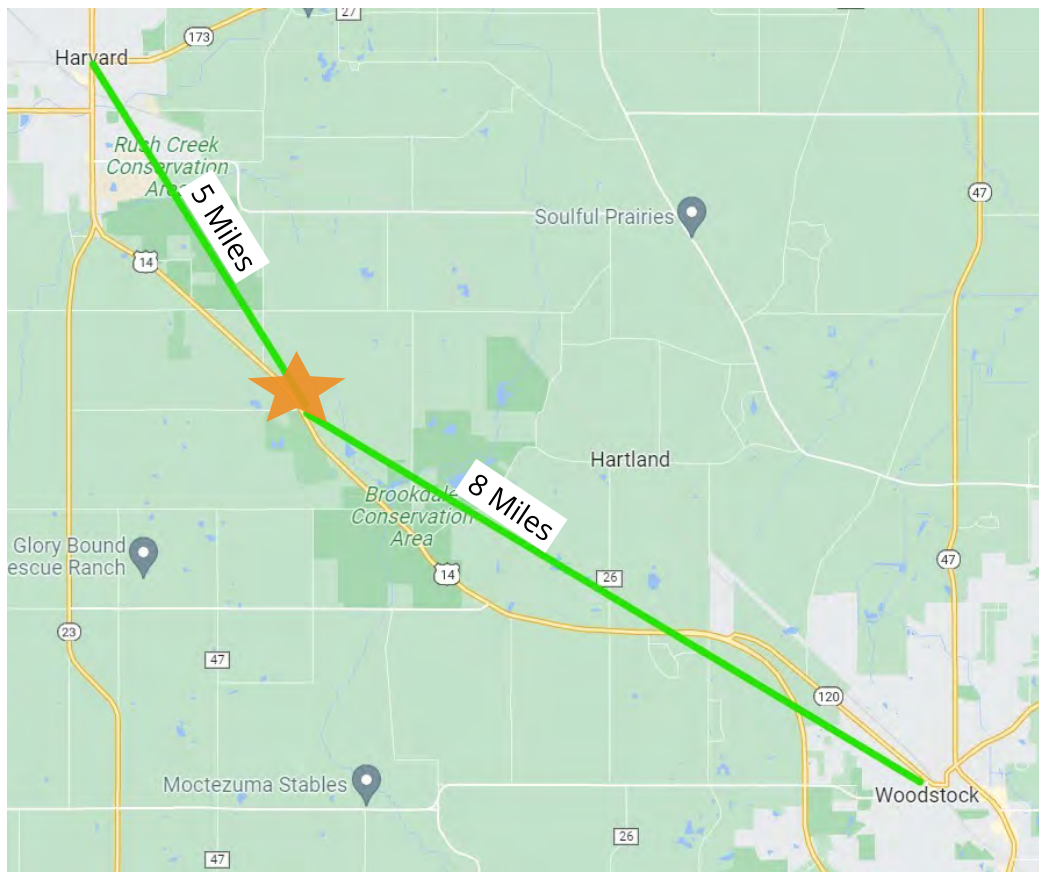 27
Harvard
173
Rush Creek
Conservation
Area
5 Miles
Soulful Prairies
47
14
Hartland
8 Miles
Brookdale
Conservation
Area
Glory Bound
escue Ranch
14
26
47
23
47
120
Moctezuma Stables
Woodstock
26
47